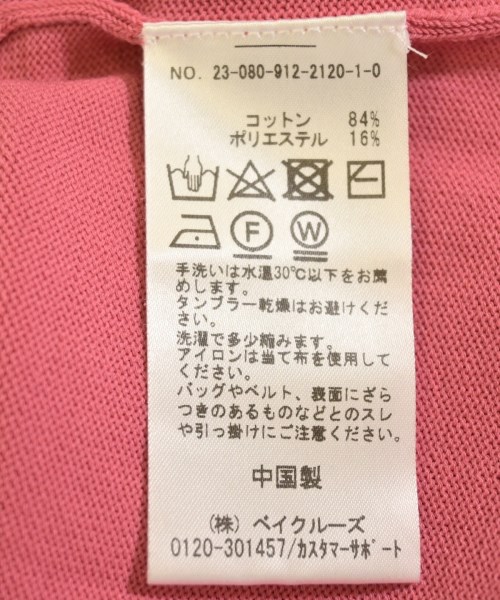 NO. 23-080-912-2120-1-0
コットン 84%
ポリエステル 16%
F W
手洗いは水温30℃以下をお薦
めします。
タンブラー乾燥はお避けくだ
さい。
洗濯で多少縮みます。
アイロンは当て布を使用して
ください。
バッグやベルト、表面にざら
つきのあるものなどとのスレ
や引っ掛けにご注意ください。
中国製
(株) ベイクルーズ
0120-301457/カスタマーサポート